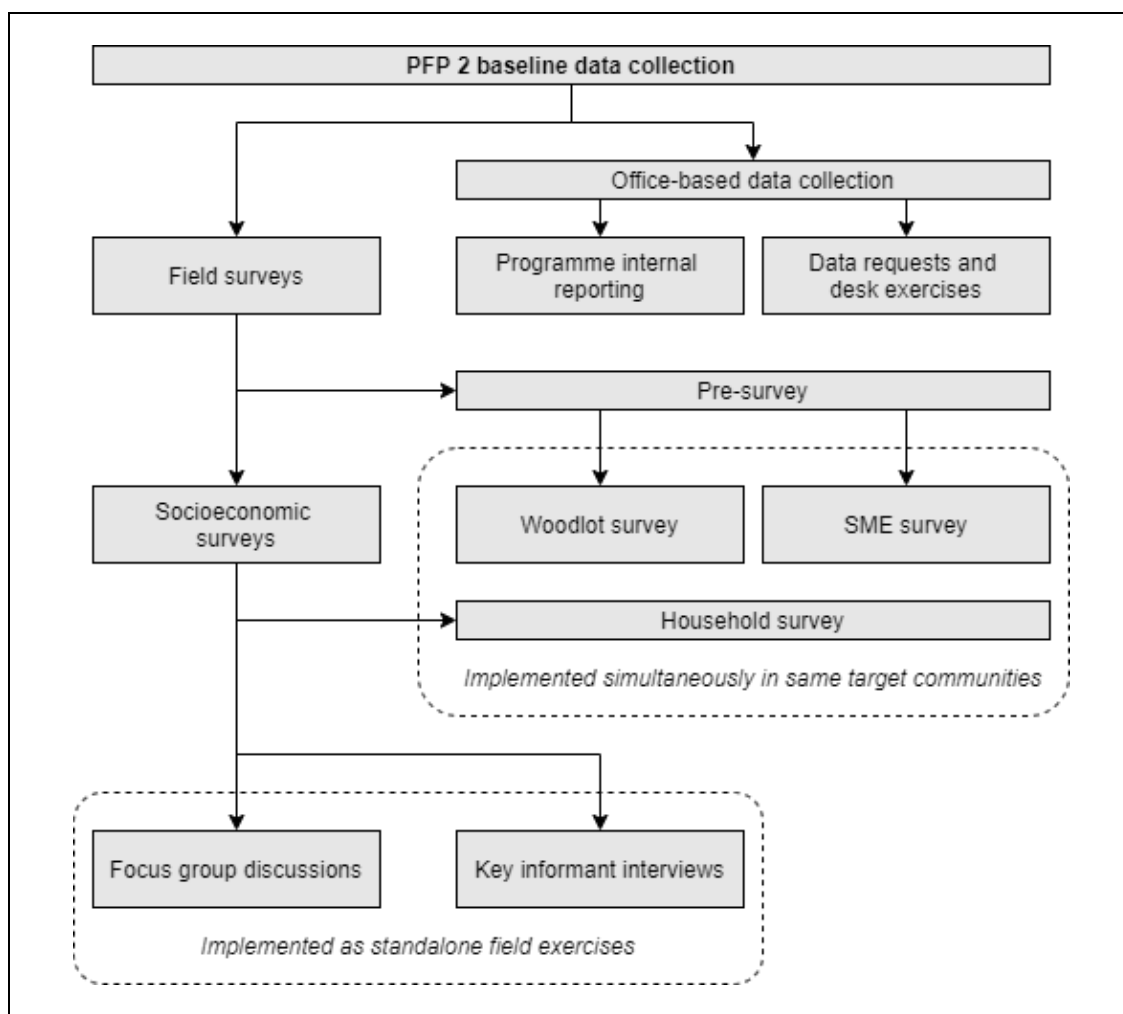 PFP 2 baseline data collection
Office-based data collection
Field surveys
Programme internal
reporting
Data requests and
desk exercises
Pre-survey
Socioeconomic
surveys
Woodlot survey
SME survey
Household survey
Implemented simultaneously in same target communities
Focus group discussions
Key informant interviews
Implemented as standalone field exercises